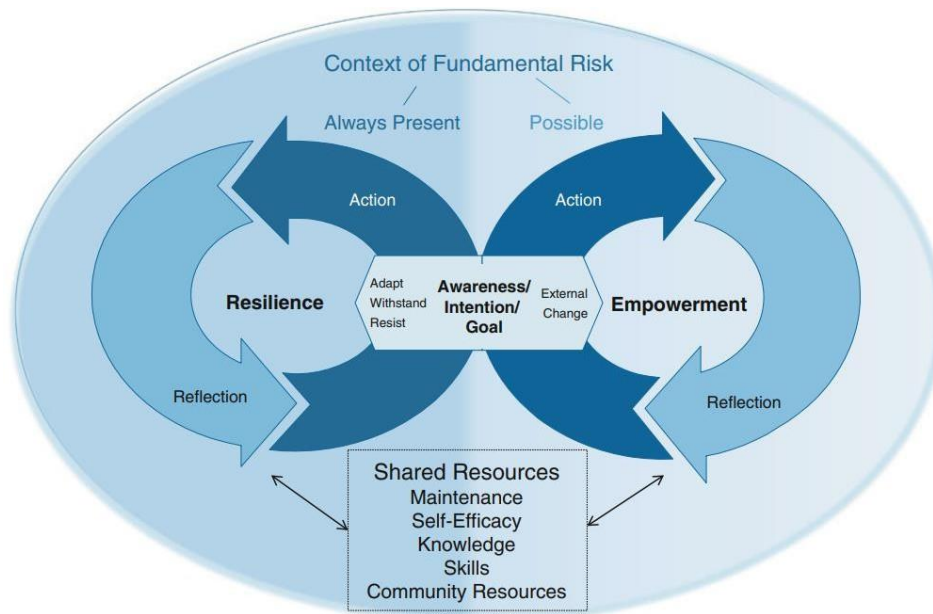 Context of Fundamental Risk
Always Present
Possible
Action
Action
Resilience
Adapt
Withstand
Resist
Awareness/
Intention/
Goal
External
Change
Empowerment
Reflection
Reflection
Shared Resources
Maintenance
Self-Efficacy
Knowledge
Skills
Community Resources